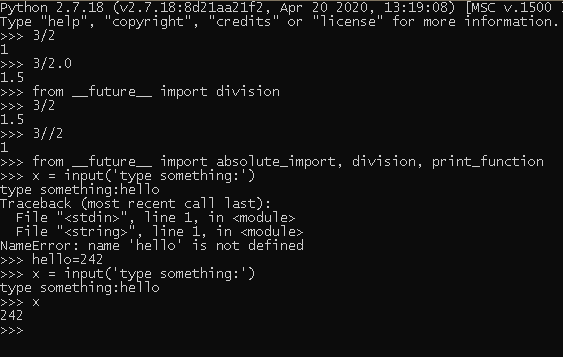 Python 2.7.18 (v2.7.18:8d21aa21f2, Apr 20 2020, 13:19:08) [MSC v.1500
Type "help", "copyright", "credits" or "license" for more information.
>>> 3/2
1
>>> 3/2.0
1.5
>>> from __future__ import division
>>> 3/2
1.5
>>> 3//2
1
>>> from __future__ import absolute_import, division, print_function
>>> x = input('type something:')
type something:hello
Traceback (most recent call last):
  File "<stdin>", line 1, in <module>
  File "<string>", line 1, in <module>
NameError: name 'hello' is not defined
>>> hello=242
>>> x = input('type something:')
type something:hello
>>> x
242
>>>